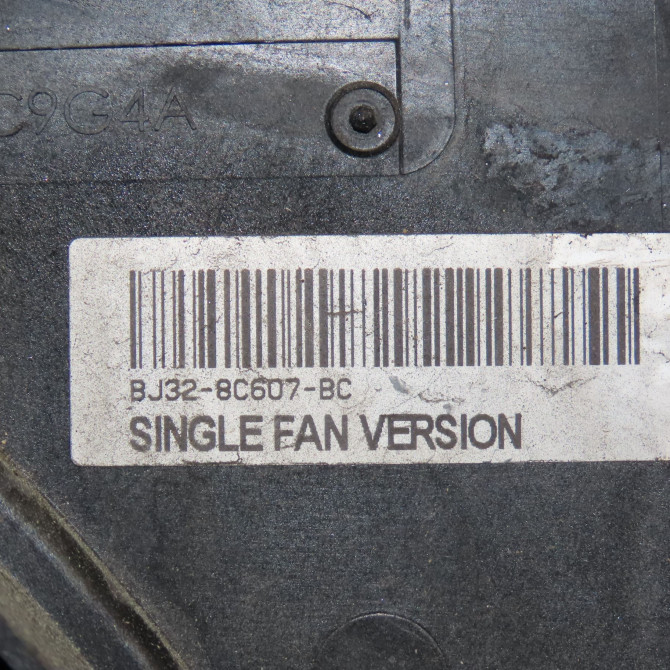 C9G4A
BJ32-8C607-BC
SINGLE FAN VERSION